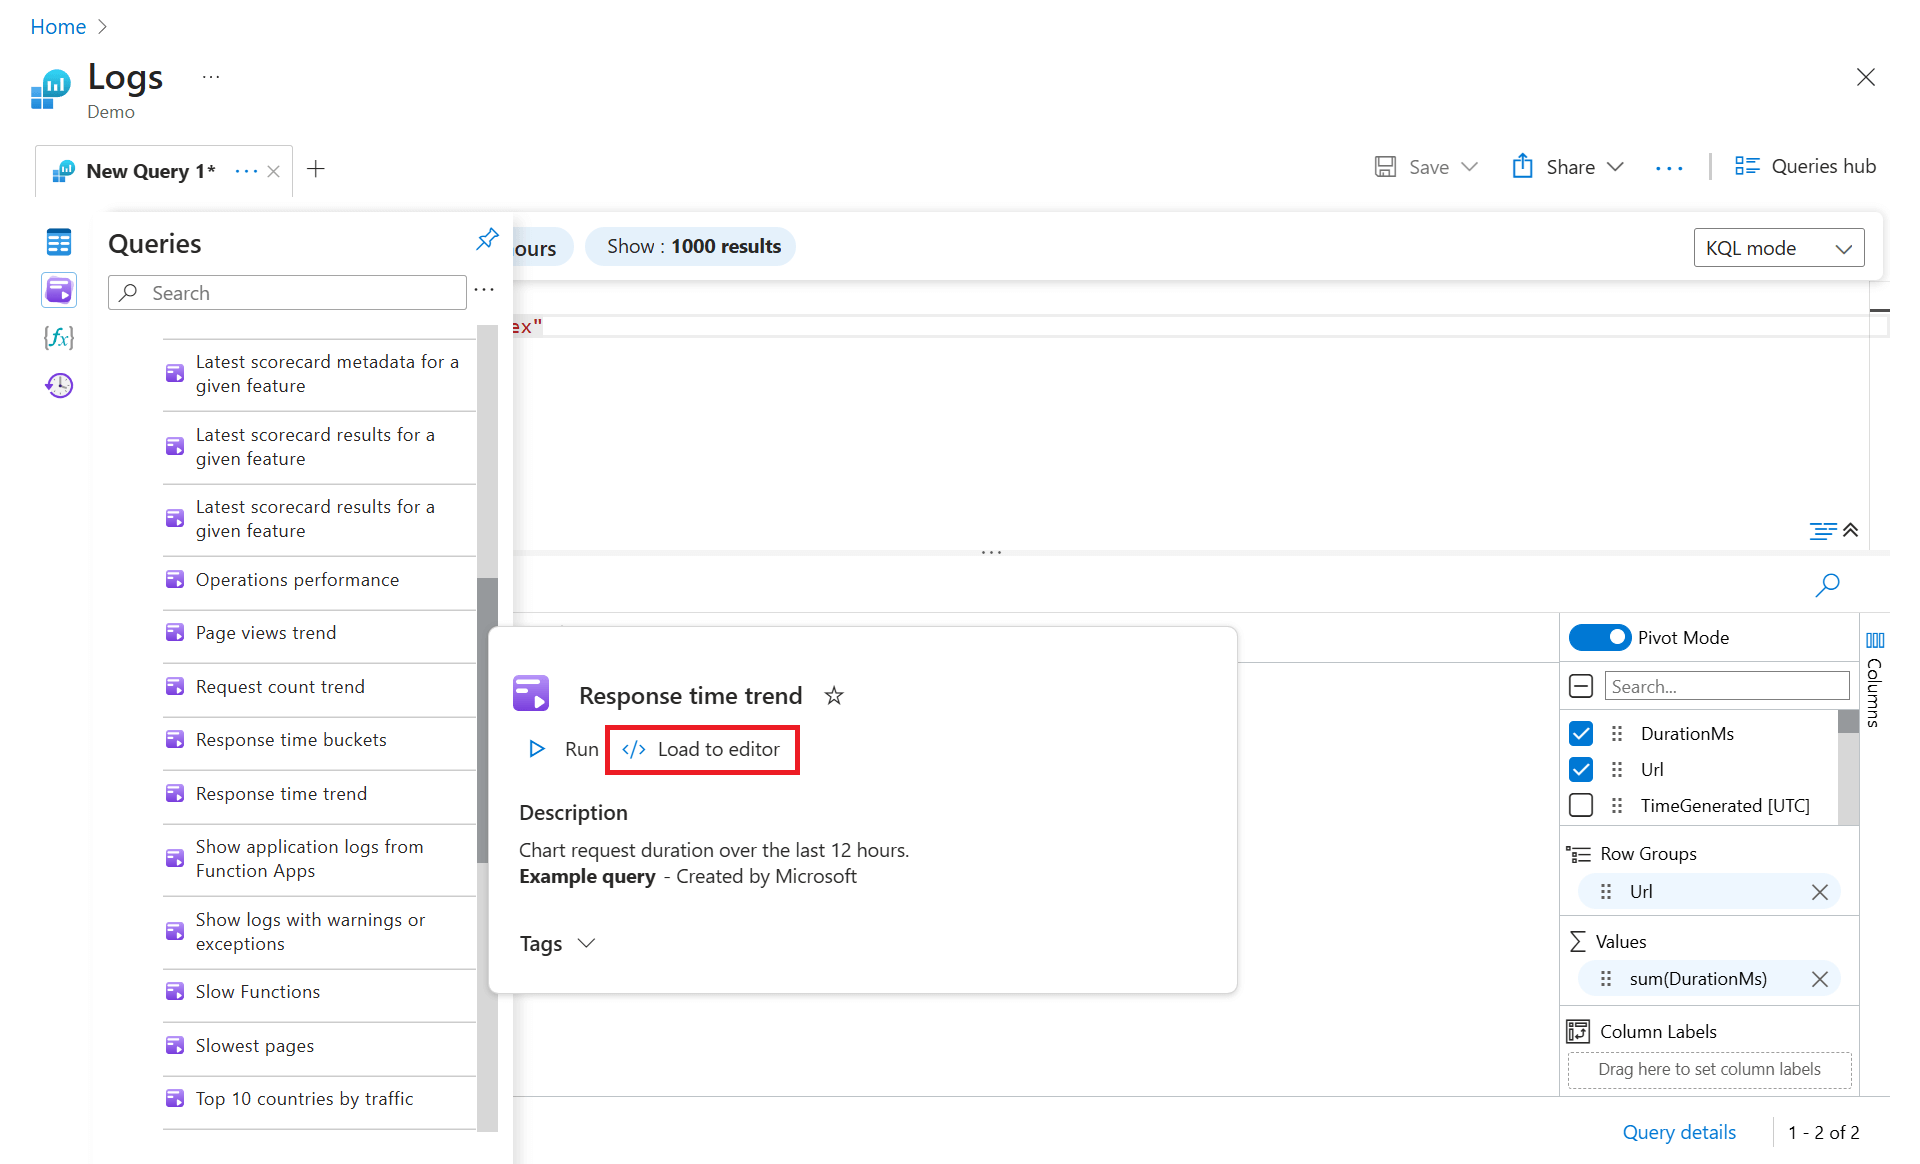 Home
Logs
...
Demo
New Query 1* ...
Save
Share
...
Queries hub
Queries
ours
Show : 1000 results
KQL mode
Search
...
ex"
{fx}
Latest scorecard metadata for a
given feature
Latest scorecard results for a
given feature
Latest scorecard results for a
given feature
Operations performance
Page views trend
Request count trend
Response time buckets
Response time trend
Show application logs from
Function Apps
Show logs with warnings or
exceptions
Slow Functions
Slowest pages
Top 10 countries by traffic
Response time trend
Run
</> Load to editor
Description
Chart request duration over the last 12 hours.
Example query - Created by Microsoft
Tags
Pivot Mode
Search...
DurationMs
Url
TimeGenerated [UTC]
Columns
Row Groups
Url
Values
sum(DurationMs)
Column Labels
Drag here to set column labels
Query details
1 - 2 of 2